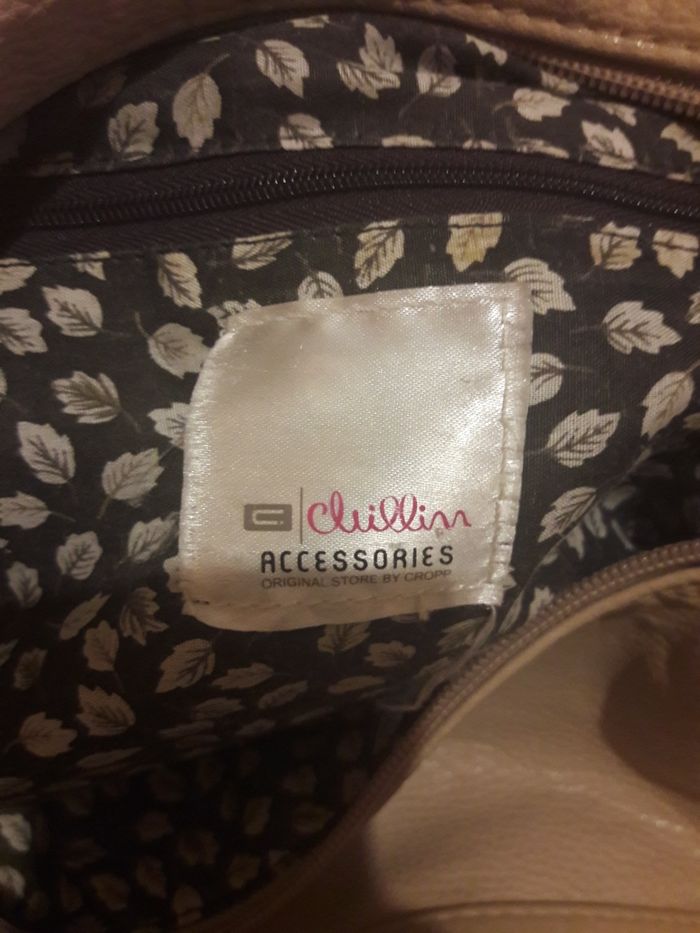 Chillin
ACCESSORIES
ORIGINAL STORE BY CROPP